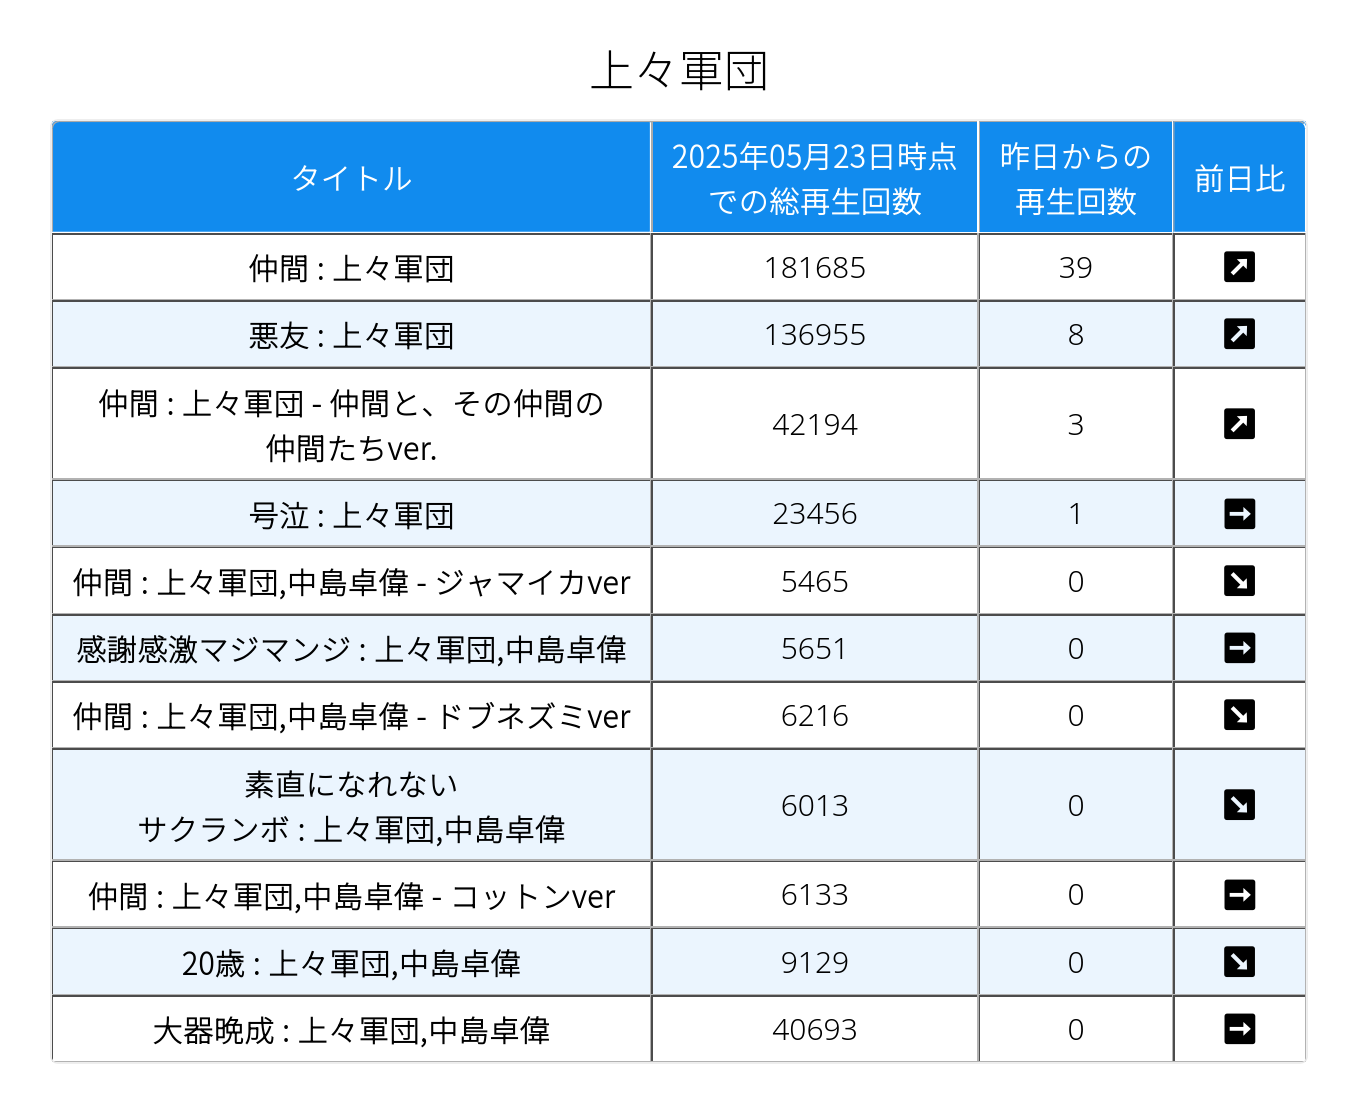 上々軍団
タイトル
2025年05月23日時点
での総再生回数
昨日からの
再生回数
前日比
仲間 : 上々軍団
181685
39
悪友 : 上々軍団
136955
8
仲間 : 上々軍団 - 仲間と、その仲間の
仲間たちver.
42194
3
号泣 : 上々軍団
23456
1
仲間 : 上々軍団,中島卓偉 - ジャマイカver
5465
0
感謝感激マジマンジ : 上々軍団,中島卓偉
5651
0
仲間 : 上々軍団,中島卓偉 - ドブネズミver
6216
0
素直になれない
サクランボ : 上々軍団,中島卓偉
6013
0
仲間 : 上々軍団,中島卓偉 - コットンver
6133
0
20歳 : 上々軍団,中島卓偉
9129
0
大器晩成 : 上々軍団,中島卓偉
40693
0